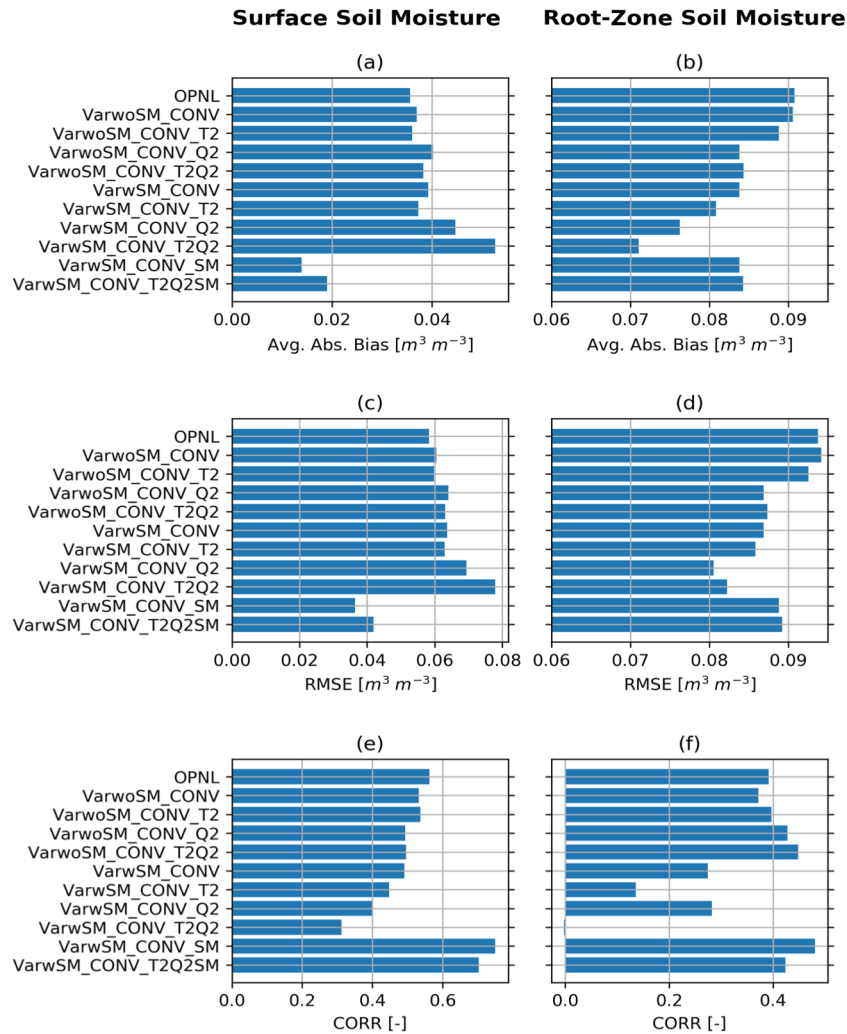 Surface Soil Moisture Root-Zone Soil Moisture
(a) (b)
OPNL
VarwoSM_CONV
VarwoSM_CONV_T2
VarwoSM_CONV_Q2
VarwoSM_CONV_T2Q2
VarwSM_CONV
VarwSM_CONV_T2
VarwSM_CONV_Q2
VarwSM_CONV_T2Q2
VarwSM_CONV_SM
VarwSM_CONV_T2Q2SM
0.00 0.02 0.04 0.06 0.07 0.08 0.09
Avg. Abs. Bias [m³ m⁻³] Avg. Abs. Bias [m³ m⁻³]
(c) (d)
OPNL
VarwoSM_CONV
VarwoSM_CONV_T2
VarwoSM_CONV_Q2
VarwoSM_CONV_T2Q2
VarwSM_CONV
VarwSM_CONV_T2
VarwSM_CONV_Q2
VarwSM_CONV_T2Q2
VarwSM_CONV_SM
VarwSM_CONV_T2Q2SM
0.00 0.02 0.04 0.06 0.08 0.06 0.07 0.08 0.09
RMSE [m³ m⁻³] RMSE [m³ m⁻³]
(e) (f)
OPNL
VarwoSM_CONV
VarwoSM_CONV_T2
VarwoSM_CONV_Q2
VarwoSM_CONV_T2Q2
VarwSM_CONV
VarwSM_CONV_T2
VarwSM_CONV_Q2
VarwSM_CONV_T2Q2
VarwSM_CONV_SM
VarwSM_CONV_T2Q2SM
0.0 0.2 0.4 0.6 0.0 0.2 0.4
CORR [-] CORR [-]